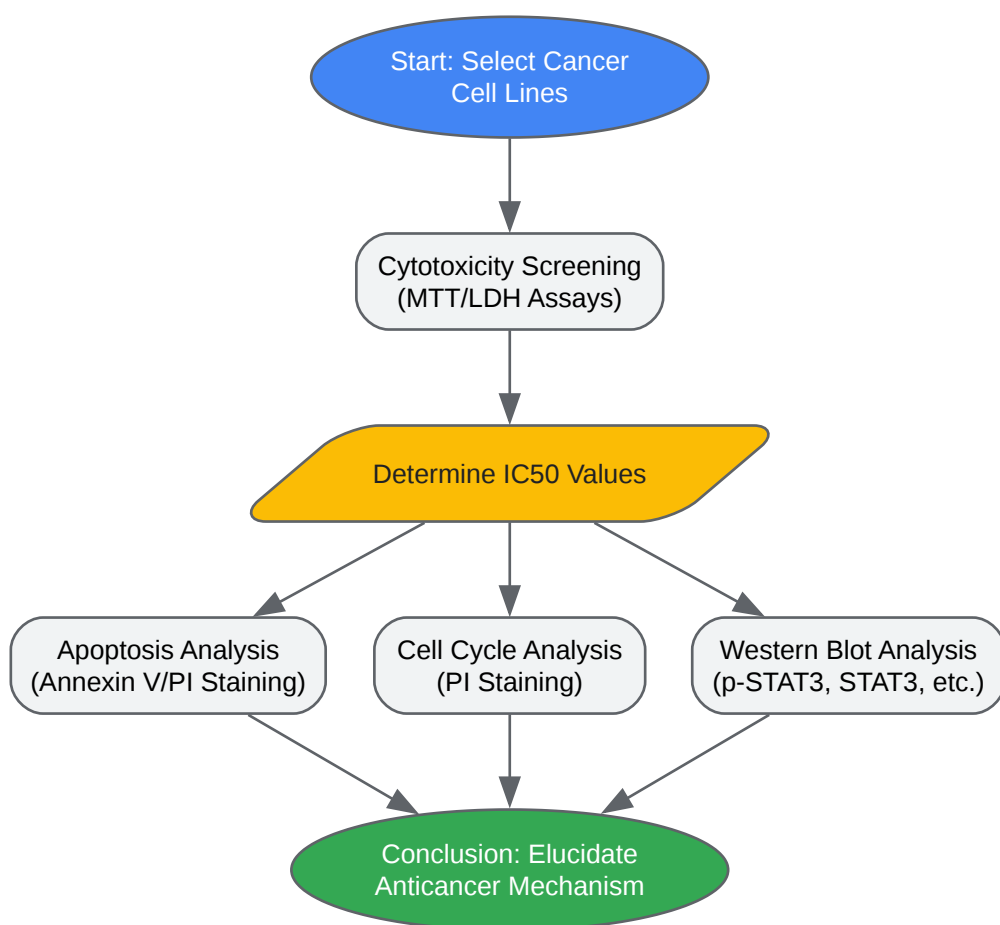 Start: Select Cancer
Cell Lines
Cytotoxicity Screening
(MTT/LDH Assays)
Determine IC50 Values
Apoptosis Analysis
(Annexin V/PI Staining)
Cell Cycle Analysis
(PI Staining)
Western Blot Analysis
(p-STAT3, STAT3, etc.)
Conclusion: Elucidate
Anticancer Mechanism